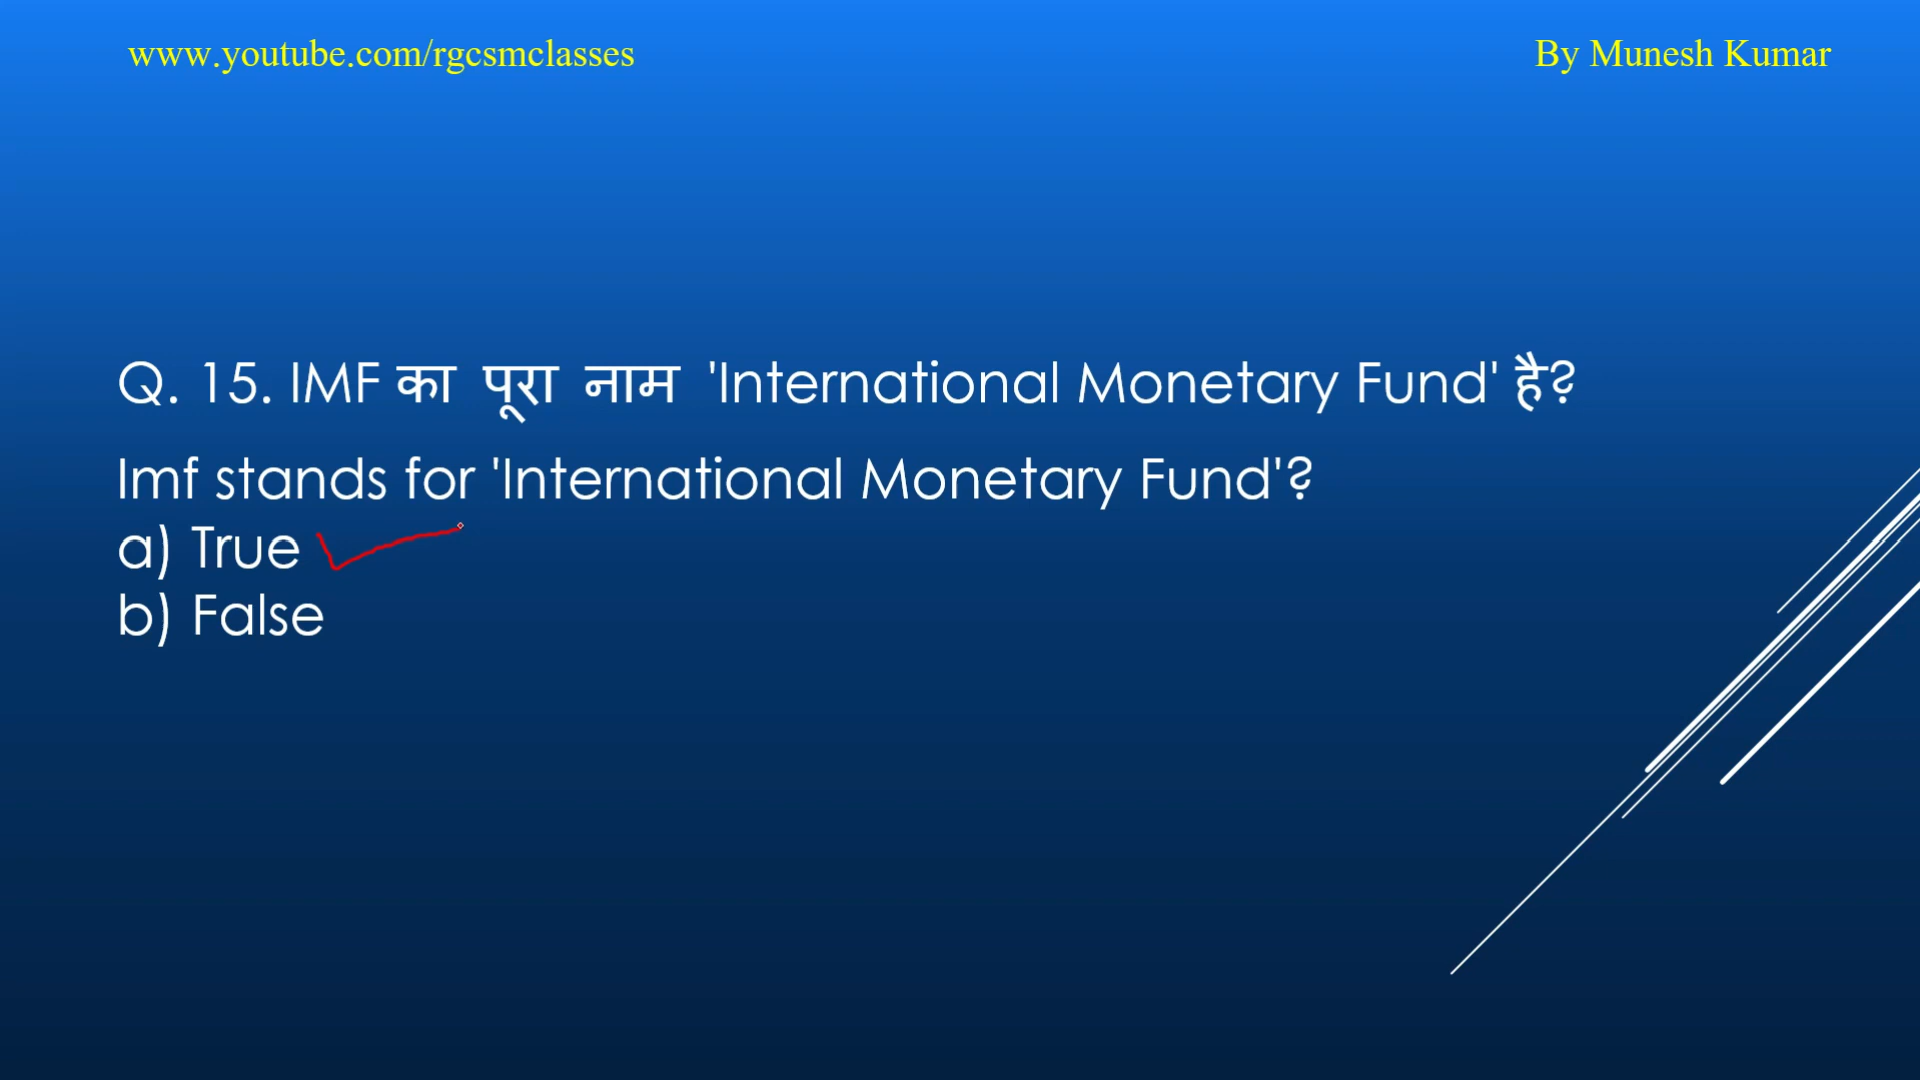 www.youtube.com/rgcsmclasses By Munesh Kumar
Q. 15. IMF का पूरा नाम 'International Monetary Fund' है?
Imf stands for 'International Monetary Fund'?
a) True
b) False